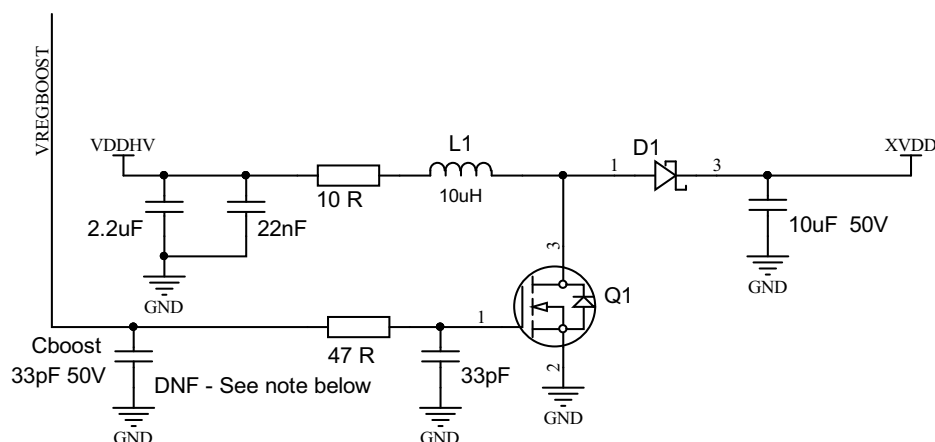 VREGBOOST
VDDHV
L1
D1
XVDD
1
3
10 R
10uH
2.2uF
22nF
10uF 50V
3
GND
GND
Q1
1
Cboost
47 R
33pF 50V
DNF - See note below
33pF
2
GND
GND
GND